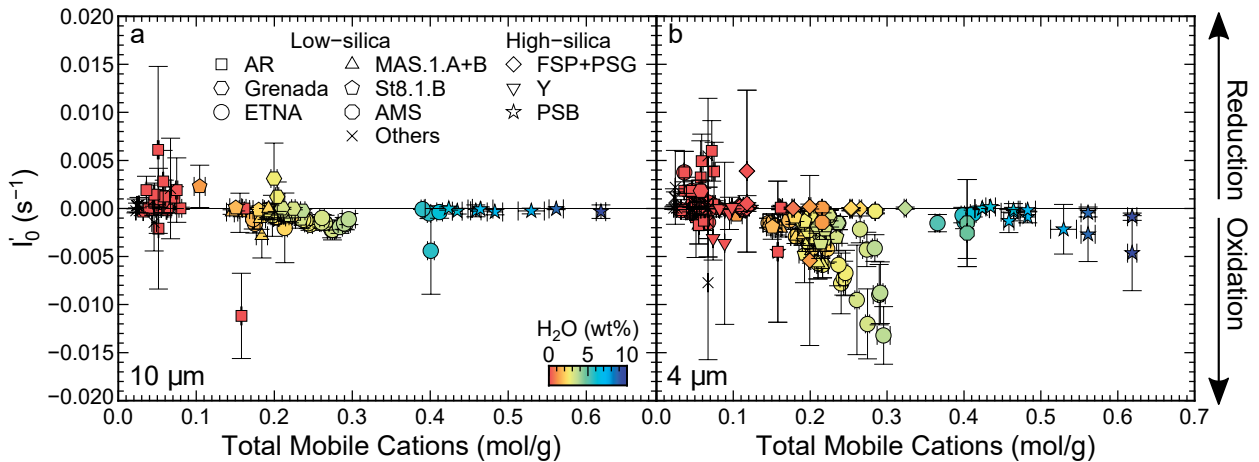 a
b
Low−silica
High−silica
AR
MAS.1.A+B
FSP+PSG
Grenada
St8.1.B
Y
ETNA
AMS
PSB
Others
0.020
0.015
0.010
0.005
0.000
−0.005
−0.010
−0.015
−0.020
I′0 (s−1)
10 µm
4 µm
H2O (wt%)
0 5 10
0.0 0.1 0.2 0.3 0.4 0.5 0.6
0.0 0.1 0.2 0.3 0.4 0.5 0.6 0.7
Total Mobile Cations (mol/g)
Total Mobile Cations (mol/g)
Reduction
Oxidation